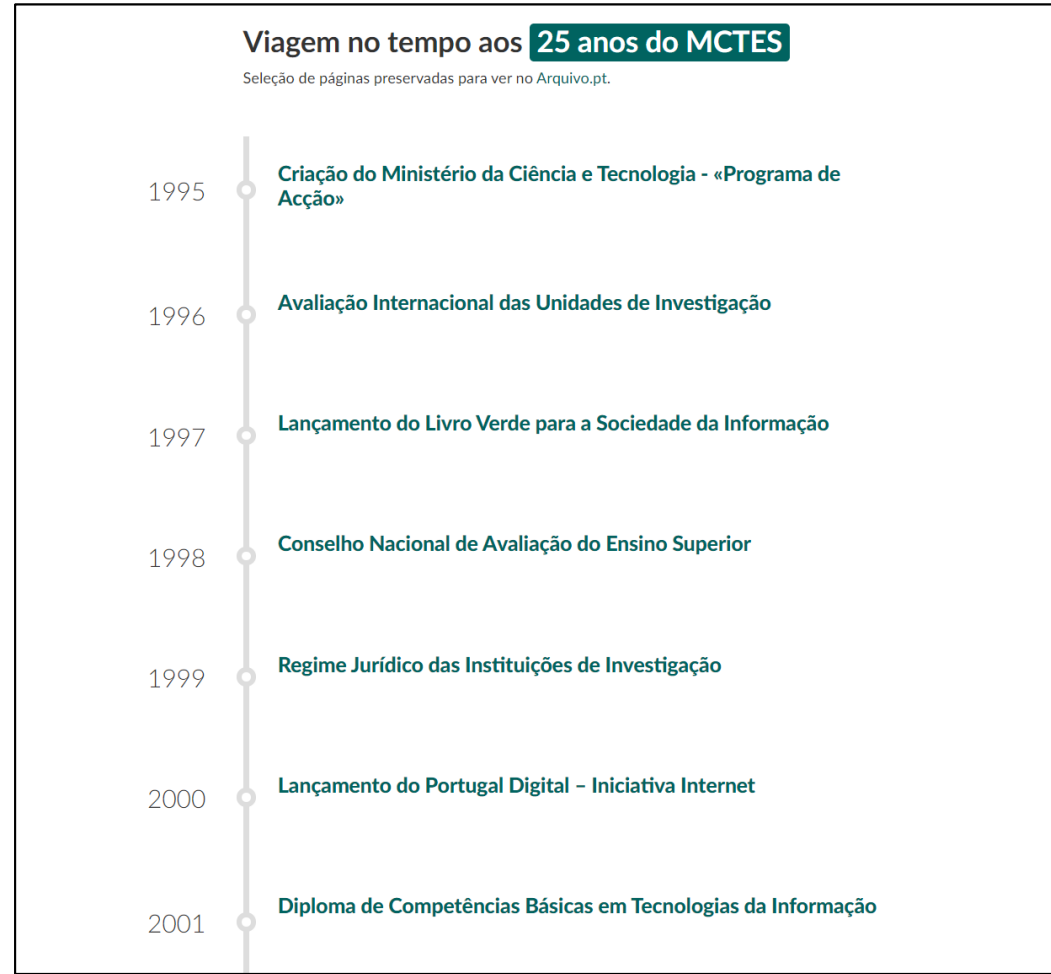 Viagem no tempo aos 25 anos do MCTES
Seleção de páginas preservadas para ver no Arquivo.pt.
1995
Criação do Ministério da Ciência e Tecnologia - «Programa de
Acção»
1996
Avaliação Internacional das Unidades de Investigação
1997
Lançamento do Livro Verde para a Sociedade da Informação
1998
Conselho Nacional de Avaliação do Ensino Superior
1999
Regime Jurídico das Instituições de Investigação
2000
Lançamento do Portugal Digital – Iniciativa Internet
2001
Diploma de Competências Básicas em Tecnologias da Informação